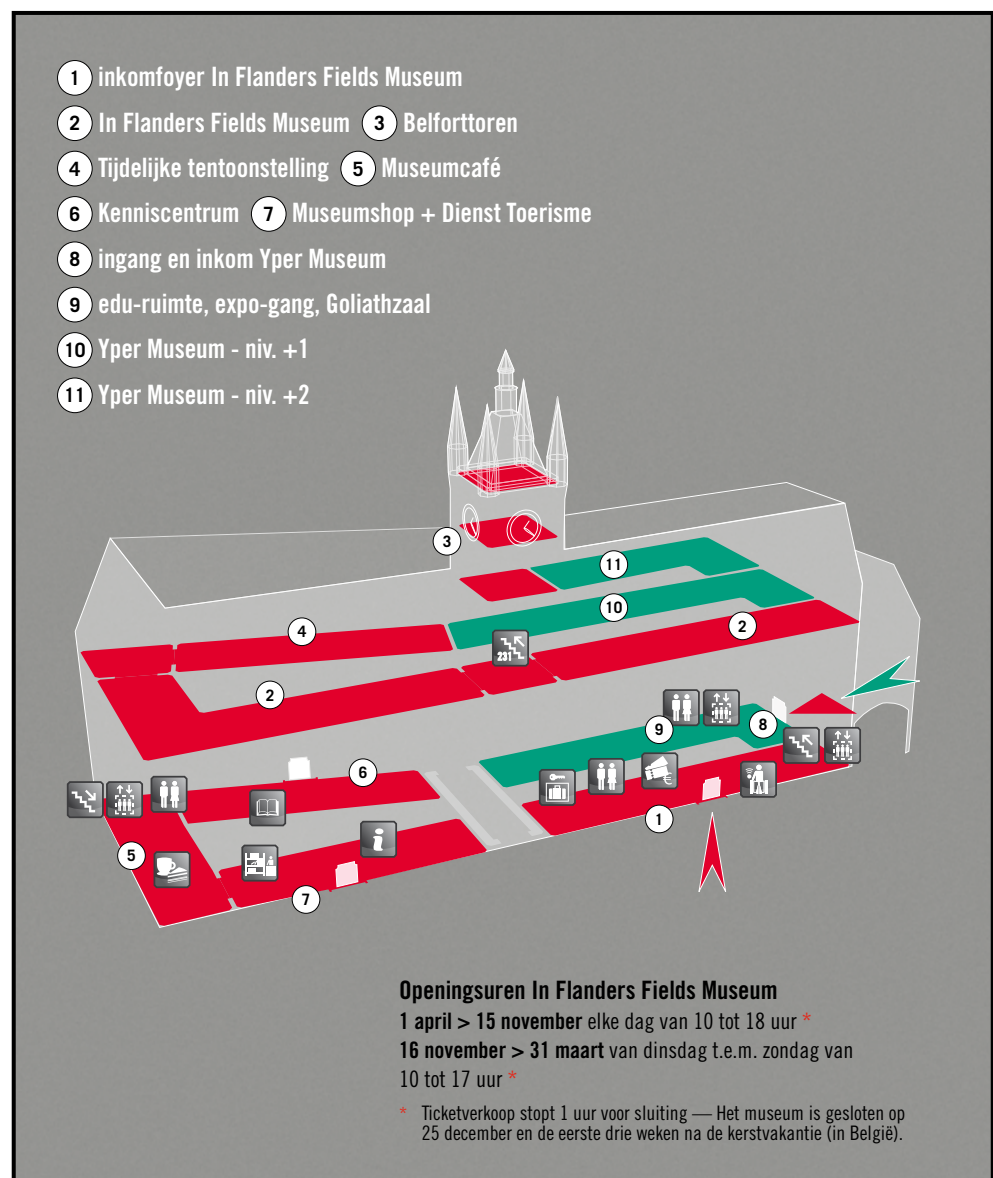 1 inkomfoyer In Flanders Fields Museum
2 In Flanders Fields Museum 3 Belforttoren
4 Tijdelijke tentoonstelling 5 Museumcafé
6 Kenniscentrum 7 Museumshop + Dienst Toerisme
8 ingang en inkom Yper Museum
9 edu-ruimte, expo-gang, Goliathzaal
10 Yper Museum - niv. +1
11 Yper Museum - niv. +2
3
11
10
4
2
231
2
9
8
6
€
1
5
i
7
Openingsuren In Flanders Fields Museum
1 april > 15 november elke dag van 10 tot 18 uur *
16 november > 31 maart van dinsdag t.e.m. zondag van
10 tot 17 uur *
* Ticketverkoop stopt 1 uur voor sluiting — Het museum is gesloten op
25 december en de eerste drie weken na de kerstvakantie (in België).